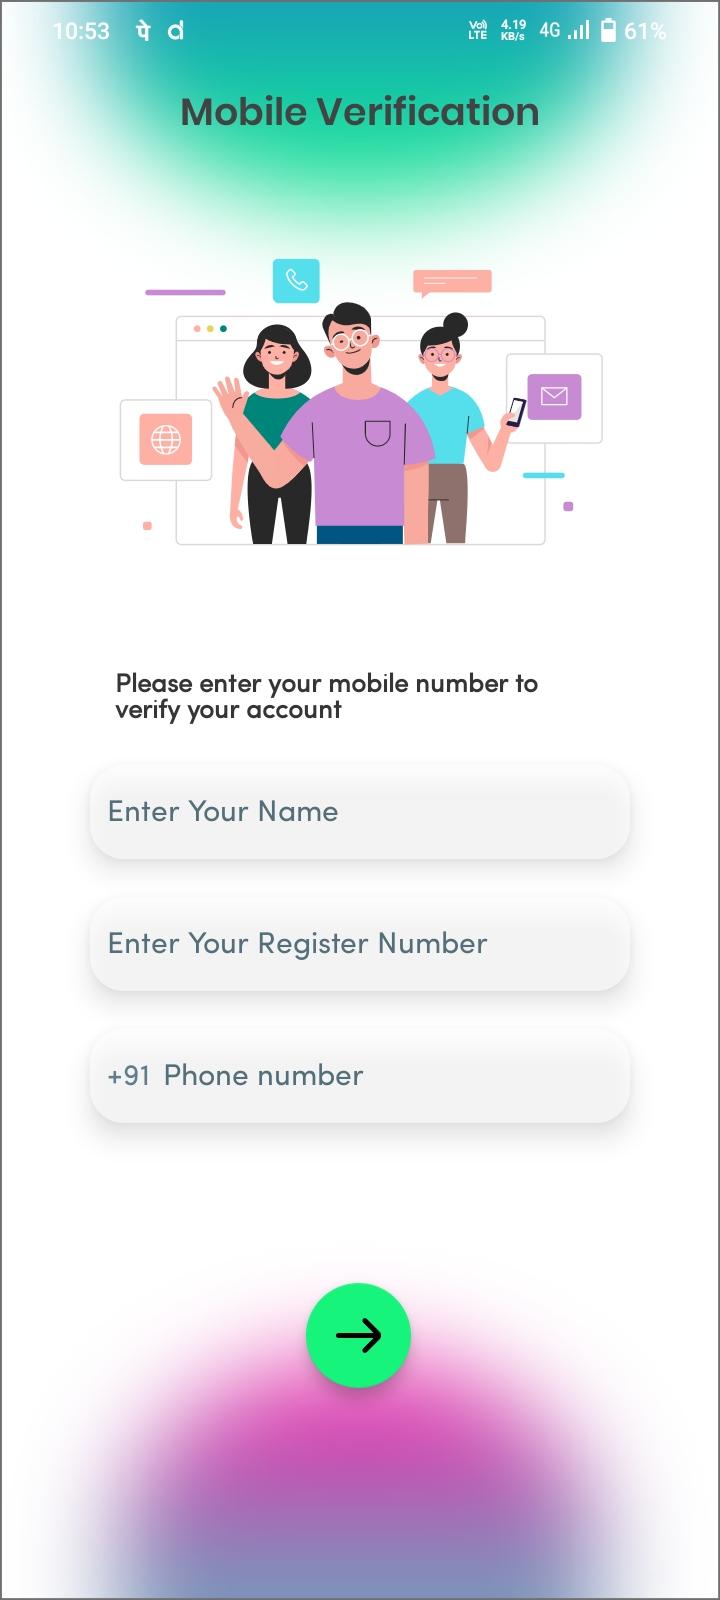 10:53 पे d Vo) LTE 4.19 KB/s 4G 61%
Mobile Verification
Please enter your mobile number to
verify your account
Enter Your Name
Enter Your Register Number
+91 Phone number